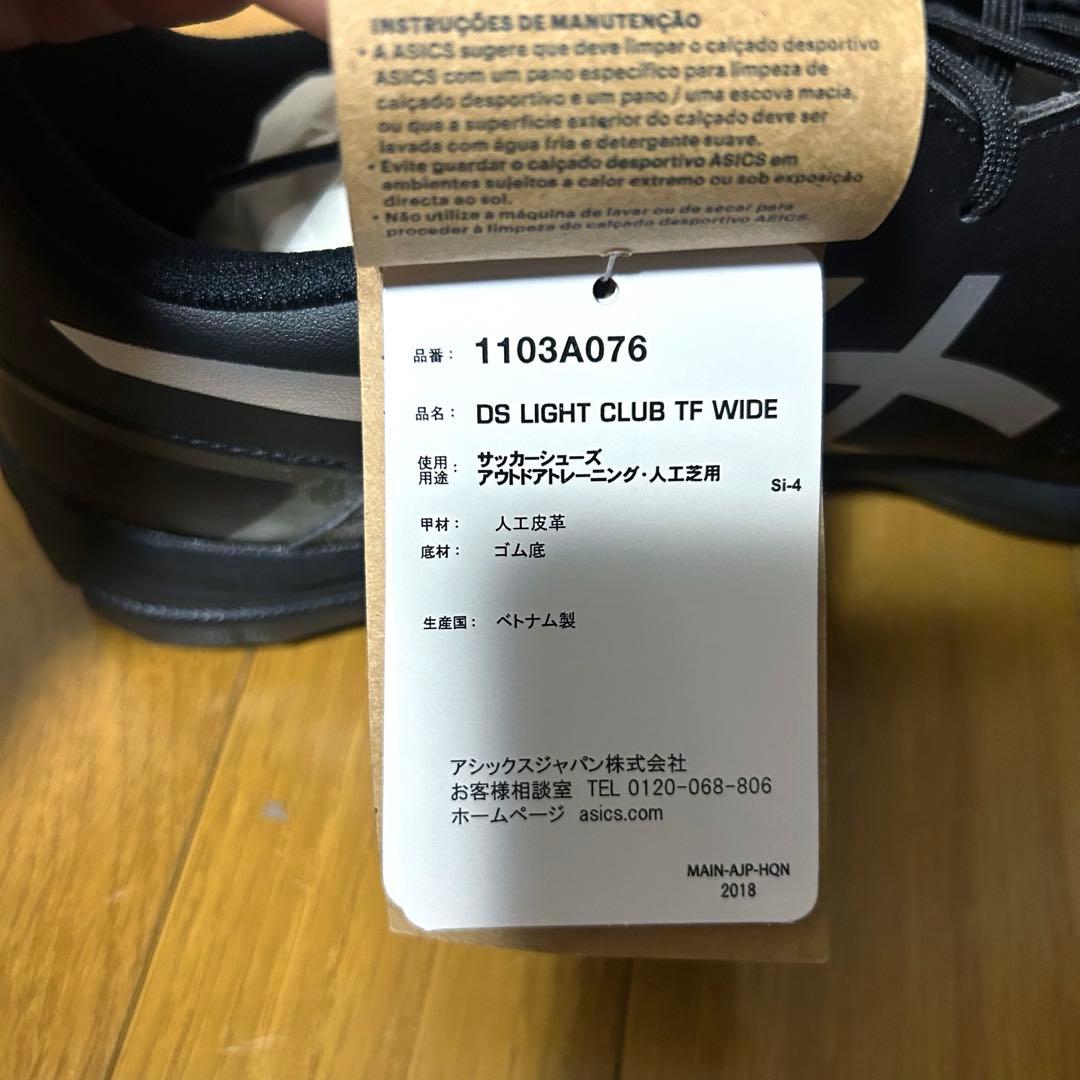 INSTRUÇÕES DE MANUTENÇÃO
• A ASICS sugere que deve limpar o calçado desportivo
ASICS com um pano específico para limpeza de
calçado desportivo e um pano / uma escova macia,
ou que a superfície exterior do calçado deve ser
lavada com água fria e detergente suave.
• Evite guardar o calçado desportivo ASICS em
ambientes sujeitos a calor extremo ou sob exposição
directa ao sol.
• Não utilize a máquina de lavar ou de secar para
proceder à limpeza do calçado desportivo ASICS.
品番： 1103A076
品名： DS LIGHT CLUB TF WIDE
使用用途： サッカーシューズ
アウトドアトレーニング・人工芝用
Si-4
甲材： 人工皮革
底材： ゴム底
生産国： ベトナム製
アシックスジャパン株式会社
お客様相談室 TEL 0120-068-806
ホームページ asics.com
MAIN-AJP-HQN
2018